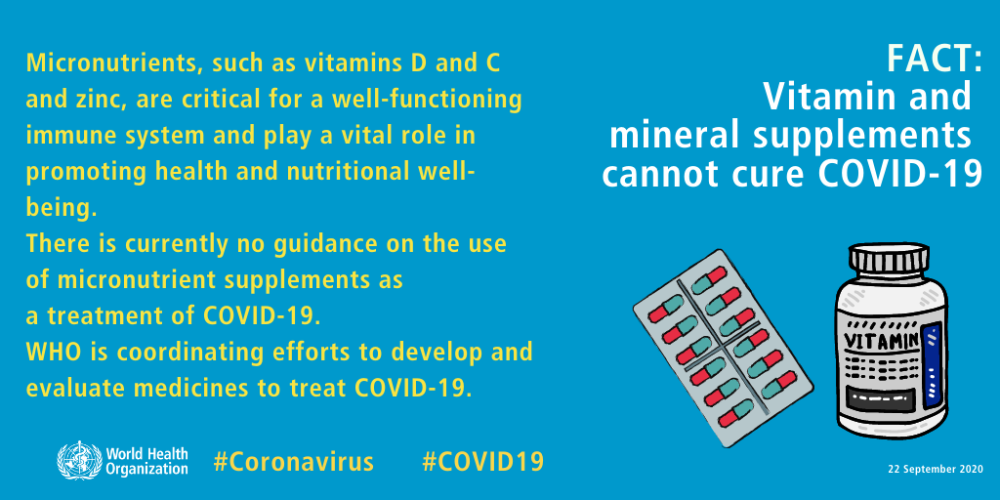 Micronutrients, such as vitamins D and C
and zinc, are critical for a well-functioning
immune system and play a vital role in
promoting health and nutritional well-
being.
There is currently no guidance on the use
of micronutrient supplements as
a treatment of COVID-19.
WHO is coordinating efforts to develop and
evaluate medicines to treat COVID-19.
FACT:
Vitamin and
mineral supplements
cannot cure COVID-19
VITAMIN
World Health
Organization
#Coronavirus #COVID19
22 September 2020